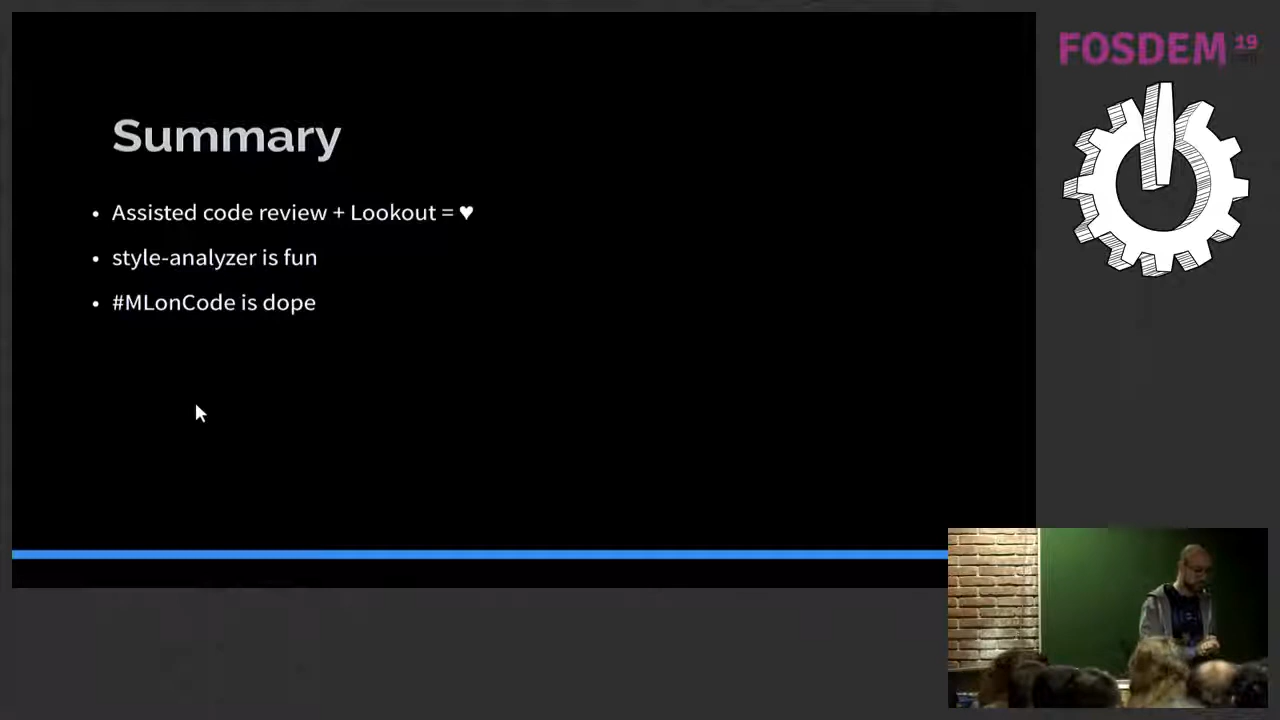 FOSDEM 19
Summary
• Assisted code review + Lookout = ♥
• style-analyzer is fun
• #MLonCode is dope